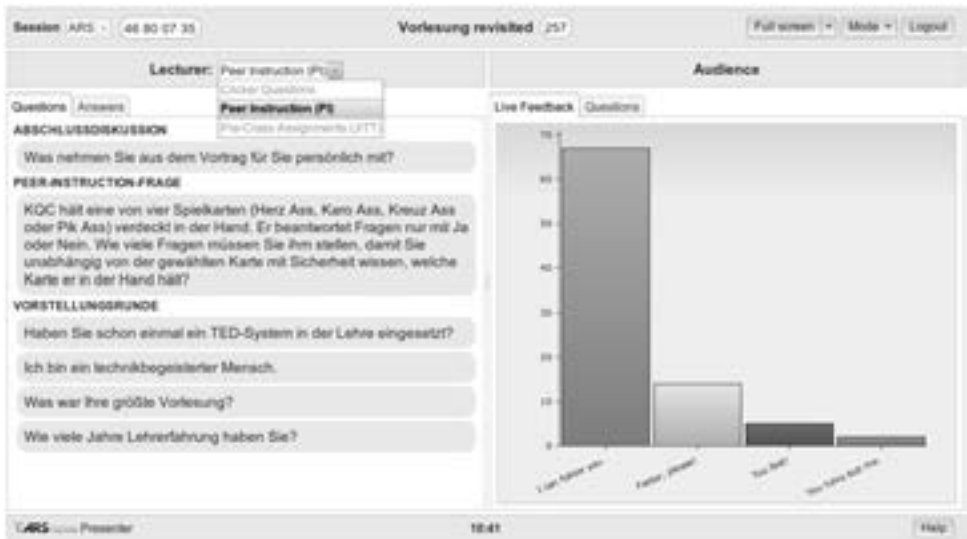 Session ARS 46 80 07 35
Vorlesung revisited 257
Full screen Mode Logout
Lecturer: Peer Instruction (PI)
Clicker Questions
Peer Instruction (PI)
Pre-Class Assignments (JiTT)
Audience
Questions Answers
Live Feedback Questions
ABSCHLUSSDISKUSSION
Was nehmen Sie aus dem Vortrag für Sie persönlich mit?
PEER-INSTRUCTION-FRAGE
KQC hält eine von vier Spielkarten (Herz Ass, Karo Ass, Kreuz Ass
oder Pik Ass) verdeckt in der Hand. Er beantwortet Fragen nur mit Ja
oder Nein. Wie viele Fragen müssen Sie ihm stellen, damit Sie
unabhängig von der gewählten Karte mit Sicherheit wissen, welche
Karte er in der Hand hält?
VORSTELLUNGSRUNDE
Haben Sie schon einmal ein TED-System in der Lehre eingesetzt?
Ich bin ein technikbegeisterter Mensch.
Was war Ihre größte Vorlesung?
Wie viele Jahre Lehrerfahrung haben Sie?
70
60
50
40
30
20
10
0
I can follow you.
Faster, please!
Too fast!
You have lost me.
ARS Presenter
18:41
Help